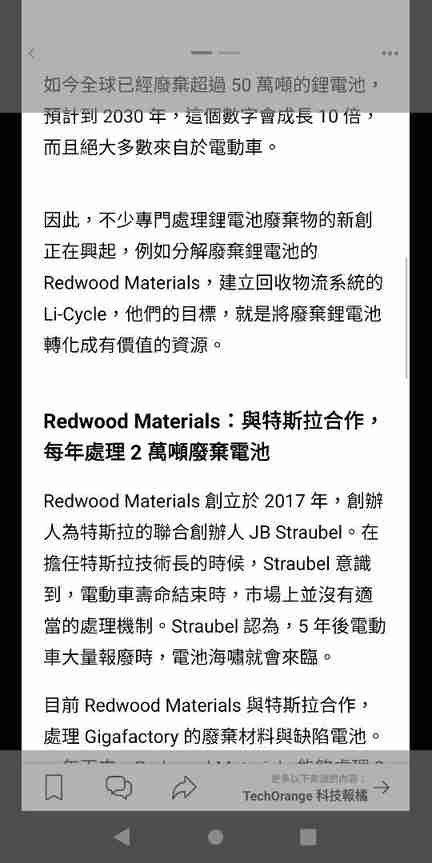 如今全球已經廢棄超過 50 萬噸的鋰電池，
預計到 2030 年，這個數字會成長 10 倍，
而且絕大多數來自於電動車。
因此，不少專門處理鋰電池廢棄物的新創
正在興起，例如分解廢棄鋰電池的
Redwood Materials，建立回收物流系統的
Li-Cycle，他們的目標，就是將廢棄鋰電池
轉化成有價值的資源。
Redwood Materials：與特斯拉合作，
每年處理 2 萬噸廢棄電池
Redwood Materials 創立於 2017 年，創辦
人為特斯拉的聯合創辦人 JB Straubel。在
擔任特斯拉技術長的時候，Straubel 意識
到，電動車壽命結束時，市場上並沒有適
當的處理機制。Straubel 認為，5 年後電動
車大量報廢時，電池海嘯就會來臨。
目前 Redwood Materials 與特斯拉合作，
處理 Gigafactory 的廢棄材料與缺陷電池。
更多以下來源的內容：
TechOrange 科技報橘